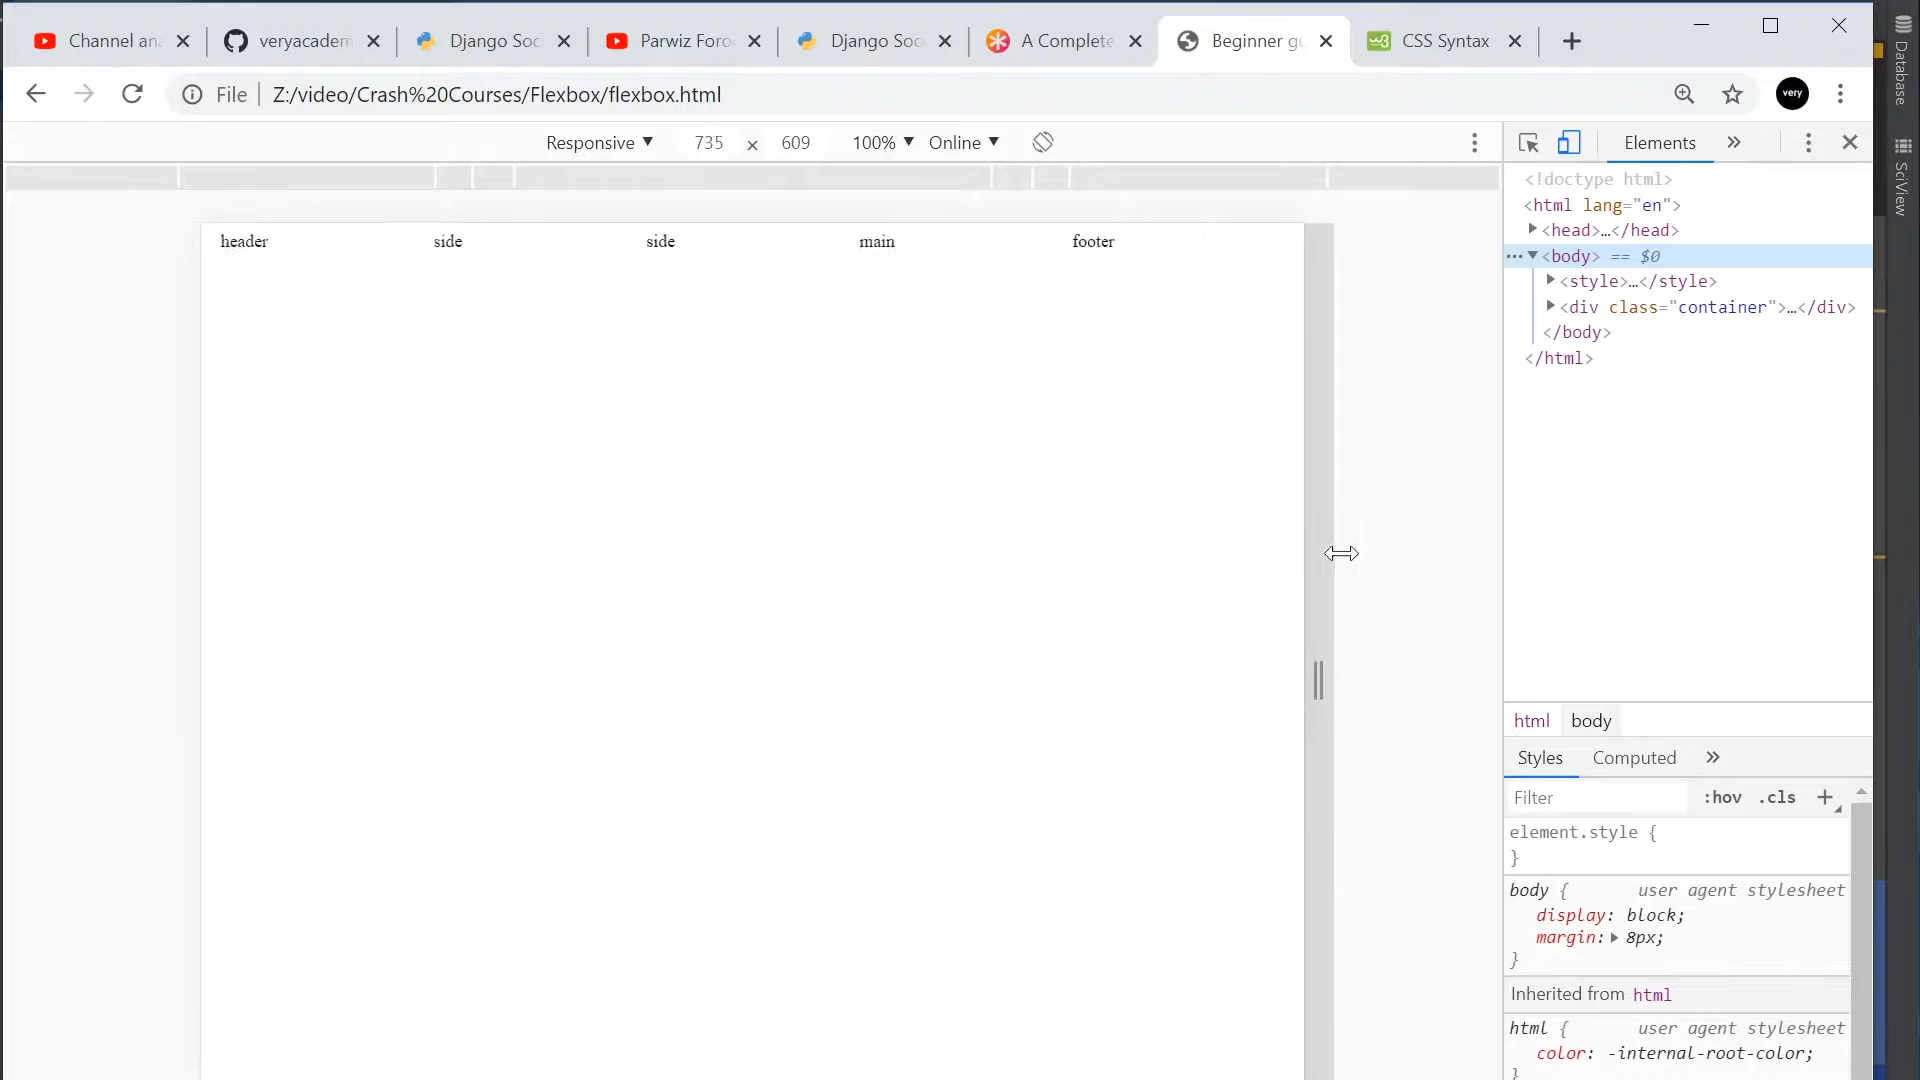 Channel ana
veryacadem
Django Soc
Parwiz Foro
Django Soc
A Complete
Beginner gu
CSS Syntax
File
Z:/video/Crash%20Courses/Flexbox/flexbox.html
very
Responsive ▼ 735 × 609 100% ▼ Online ▼
Elements »
header side side main footer
<!doctype html>
<html lang="en">
<head>…</head>
<body> == $0
<style>…</style>
<div class="container">…</div>
</body>
</html>
html body
Styles Computed »
Filter :hov .cls +
element.style {
}
body { user agent stylesheet
display: block;
margin: 8px;
}
Inherited from html
html { user agent stylesheet
color: -internal-root-color;
}
Database
SciView